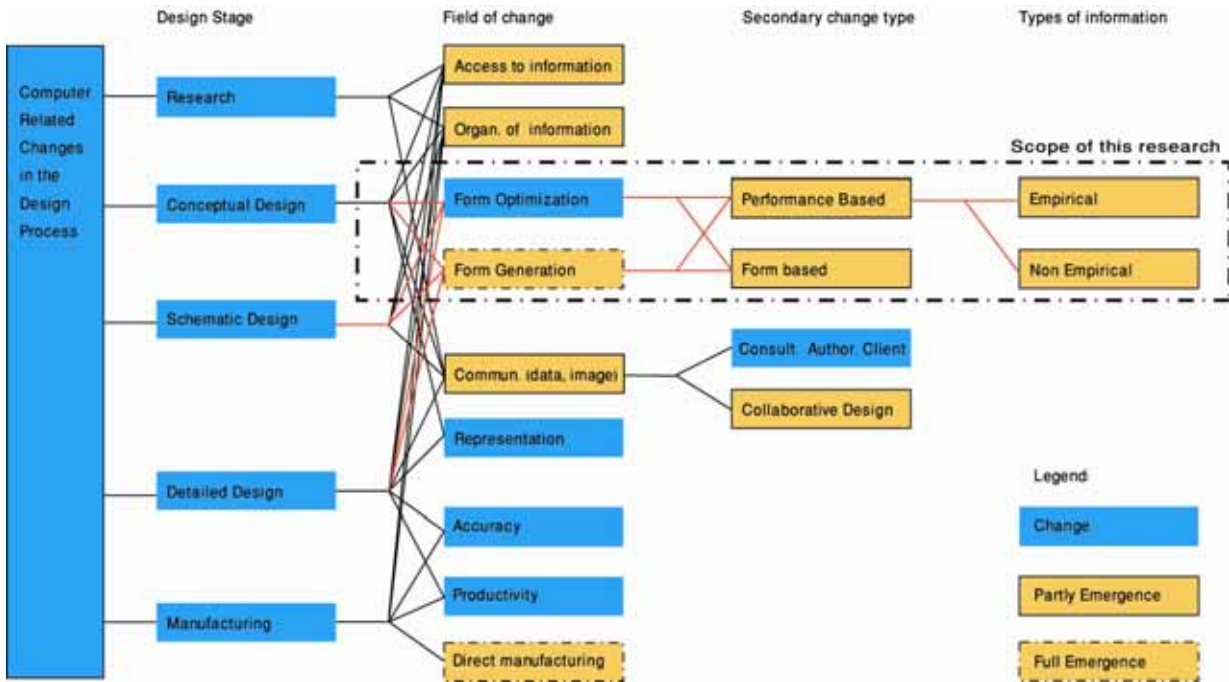 Design Stage
Field of change
Secondary change type
Types of information
Computer
Related
Changes
in the
Design
Process
Research
Conceptual Design
Schematic Design
Detailed Design
Manufacturing
Access to information
Organ. of information
Scope of this research
Form Optimization
Form Generation
Commun. (data, image)
Representation
Accuracy
Productivity
Direct manufacturing
Performance Based
Form based
Consult. Author. Client
Collaborative Design
Empirical
Non Empirical
Legend
Change
Partly Emergence
Full Emergence